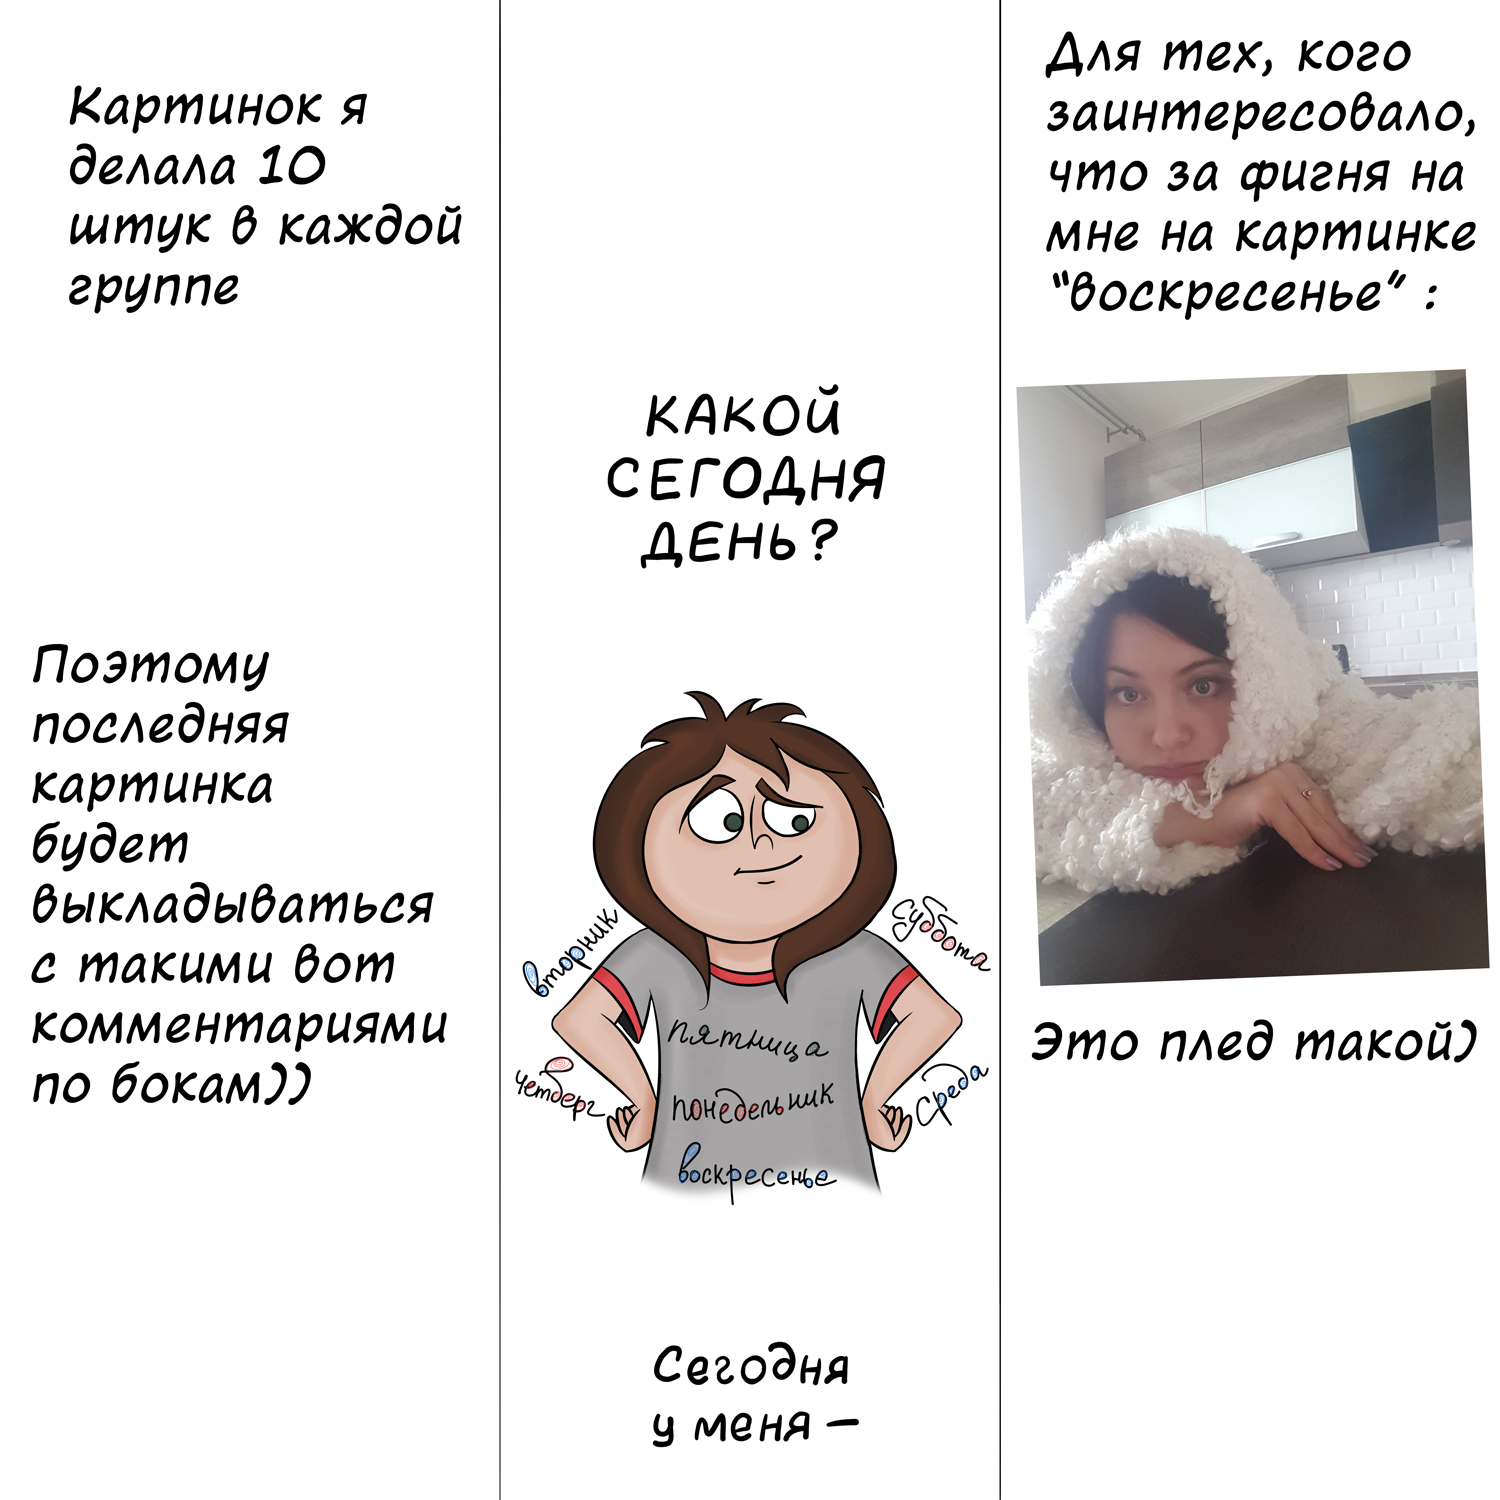 Картинок я
делала 10
штук в каждой
группе
Поэтому
последняя
картинка
будет
выкладываться
с такими вот
комментариями
по бокам))
КАКОЙ
СЕГОДНЯ
ДЕНЬ?
вторник
суббота
пятница
четверг
понедельник
среда
воскресенье
Сегодня
у меня –
Для тех, кого
заинтересовало,
что за фигня на
мне на картинке
“воскресенье” :
Это плед такой)